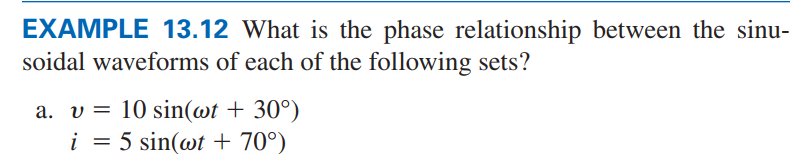 EXAMPLE 13.12 What is the phase relationship between the sinu-
soidal waveforms of each of the following sets?
a. υ = 10 sin(ωt + 30°)
i = 5 sin(ωt + 70°)